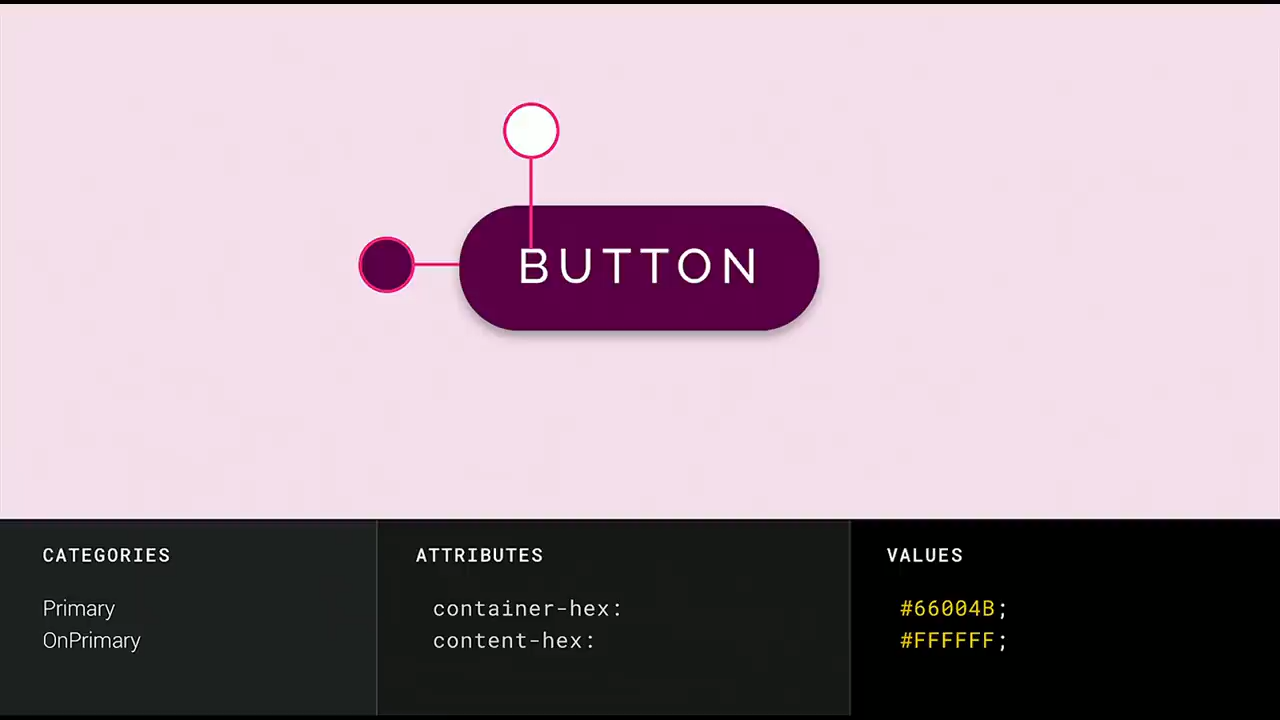 BUTTON
CATEGORIES
Primary
OnPrimary
ATTRIBUTES
container-hex:
content-hex:
VALUES
#66004B;
#FFFFFF;